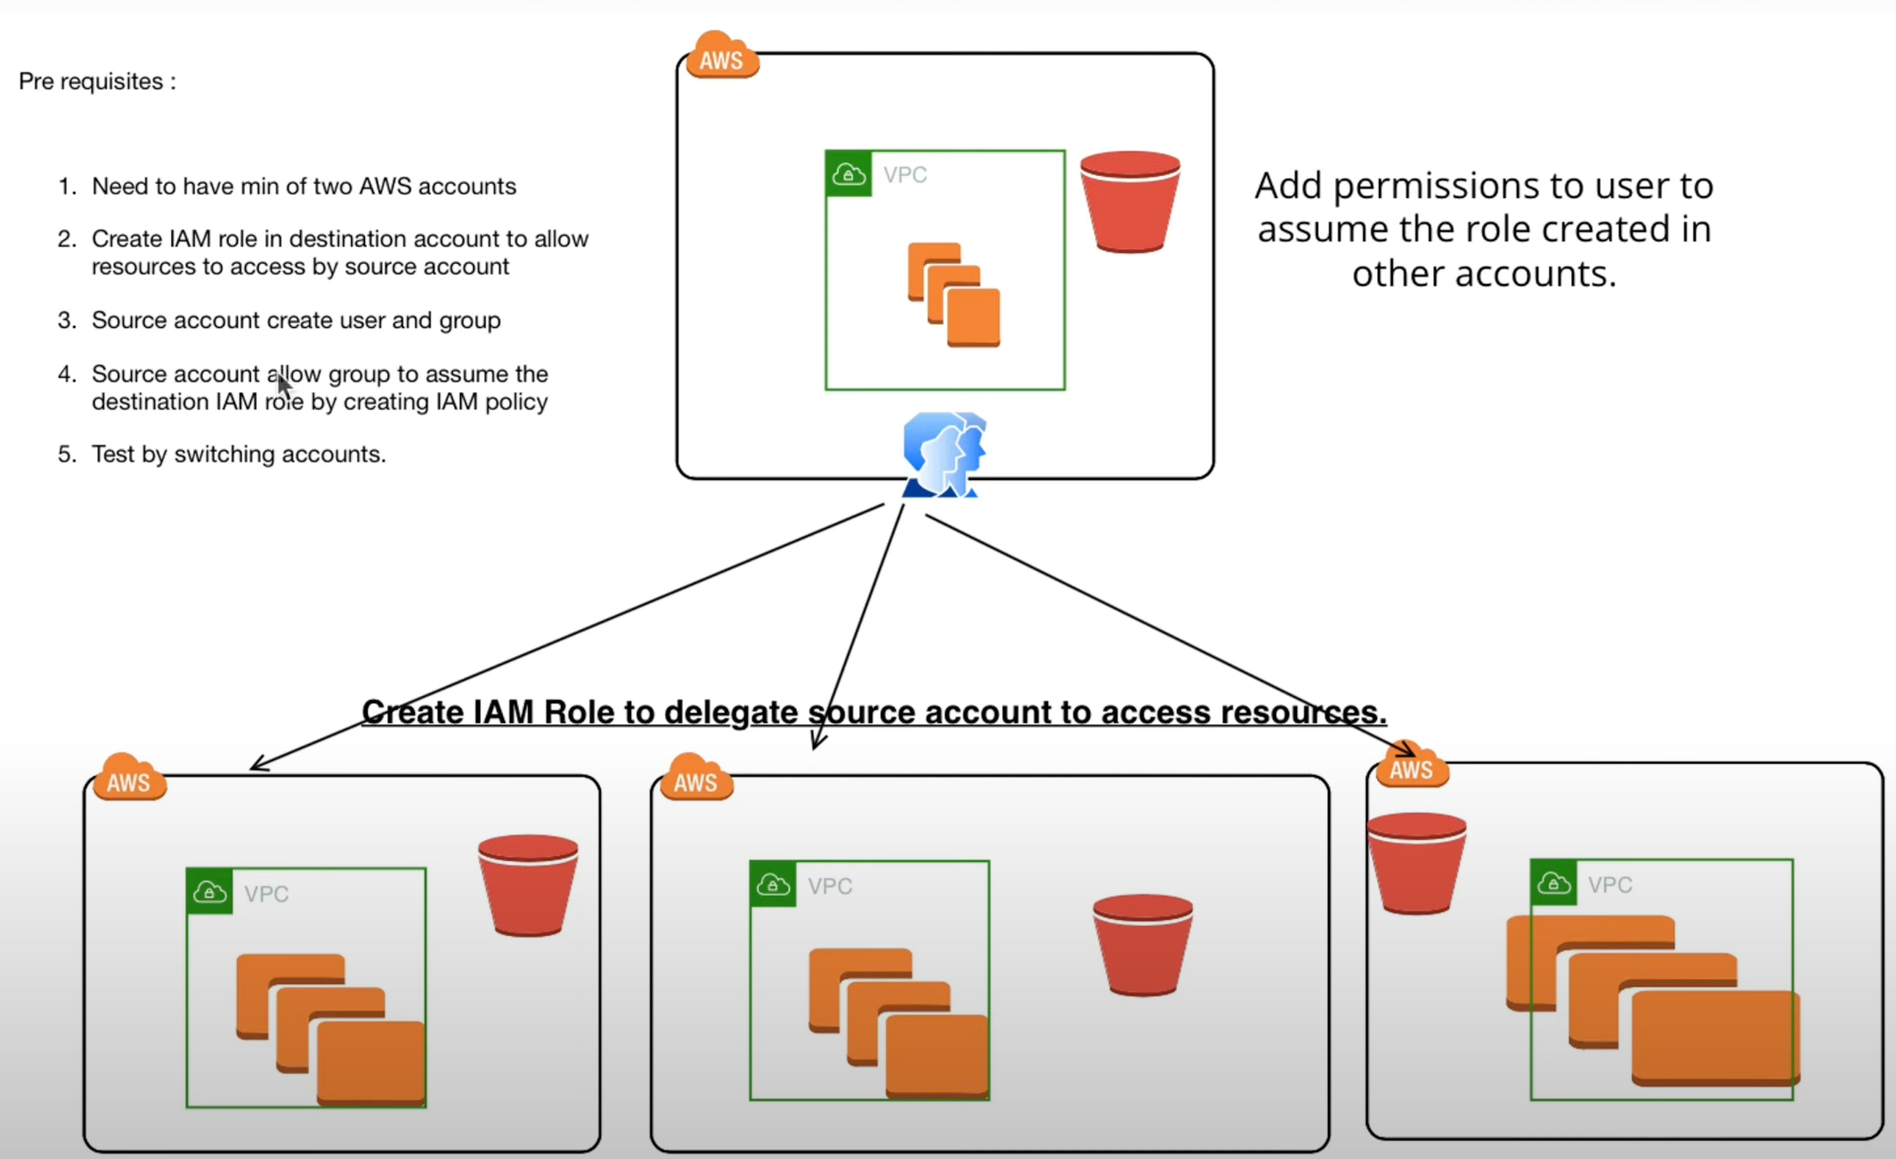 AWS
Pre requisites :
VPC
1. Need to have min of two AWS accounts
2. Create IAM role in destination account to allow
resources to access by source account
3. Source account create user and group
4. Source account allow group to assume the
destination IAM role by creating IAM policy
5. Test by switching accounts.
Add permissions to user to
assume the role created in
other accounts.
Create IAM Role to delegate source account to access resources.
AWS
AWS
AWS
VPC
VPC
VPC